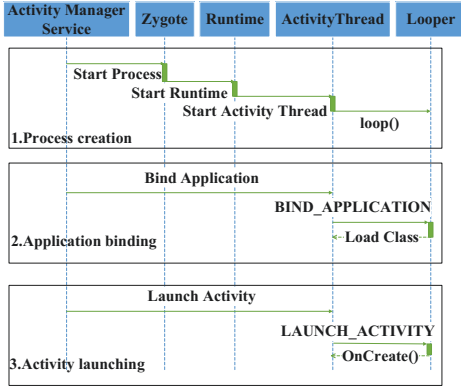 Activity Manager
Service
Zygote
Runtime
ActivityThread
Looper
Start Process
Start Runtime
Start Activity Thread
loop()
1.Process creation
Bind Application
BIND_APPLICATION
Load Class
2.Application binding
Launch Activity
LAUNCH_ACTIVITY
OnCreate()
3.Activity launching